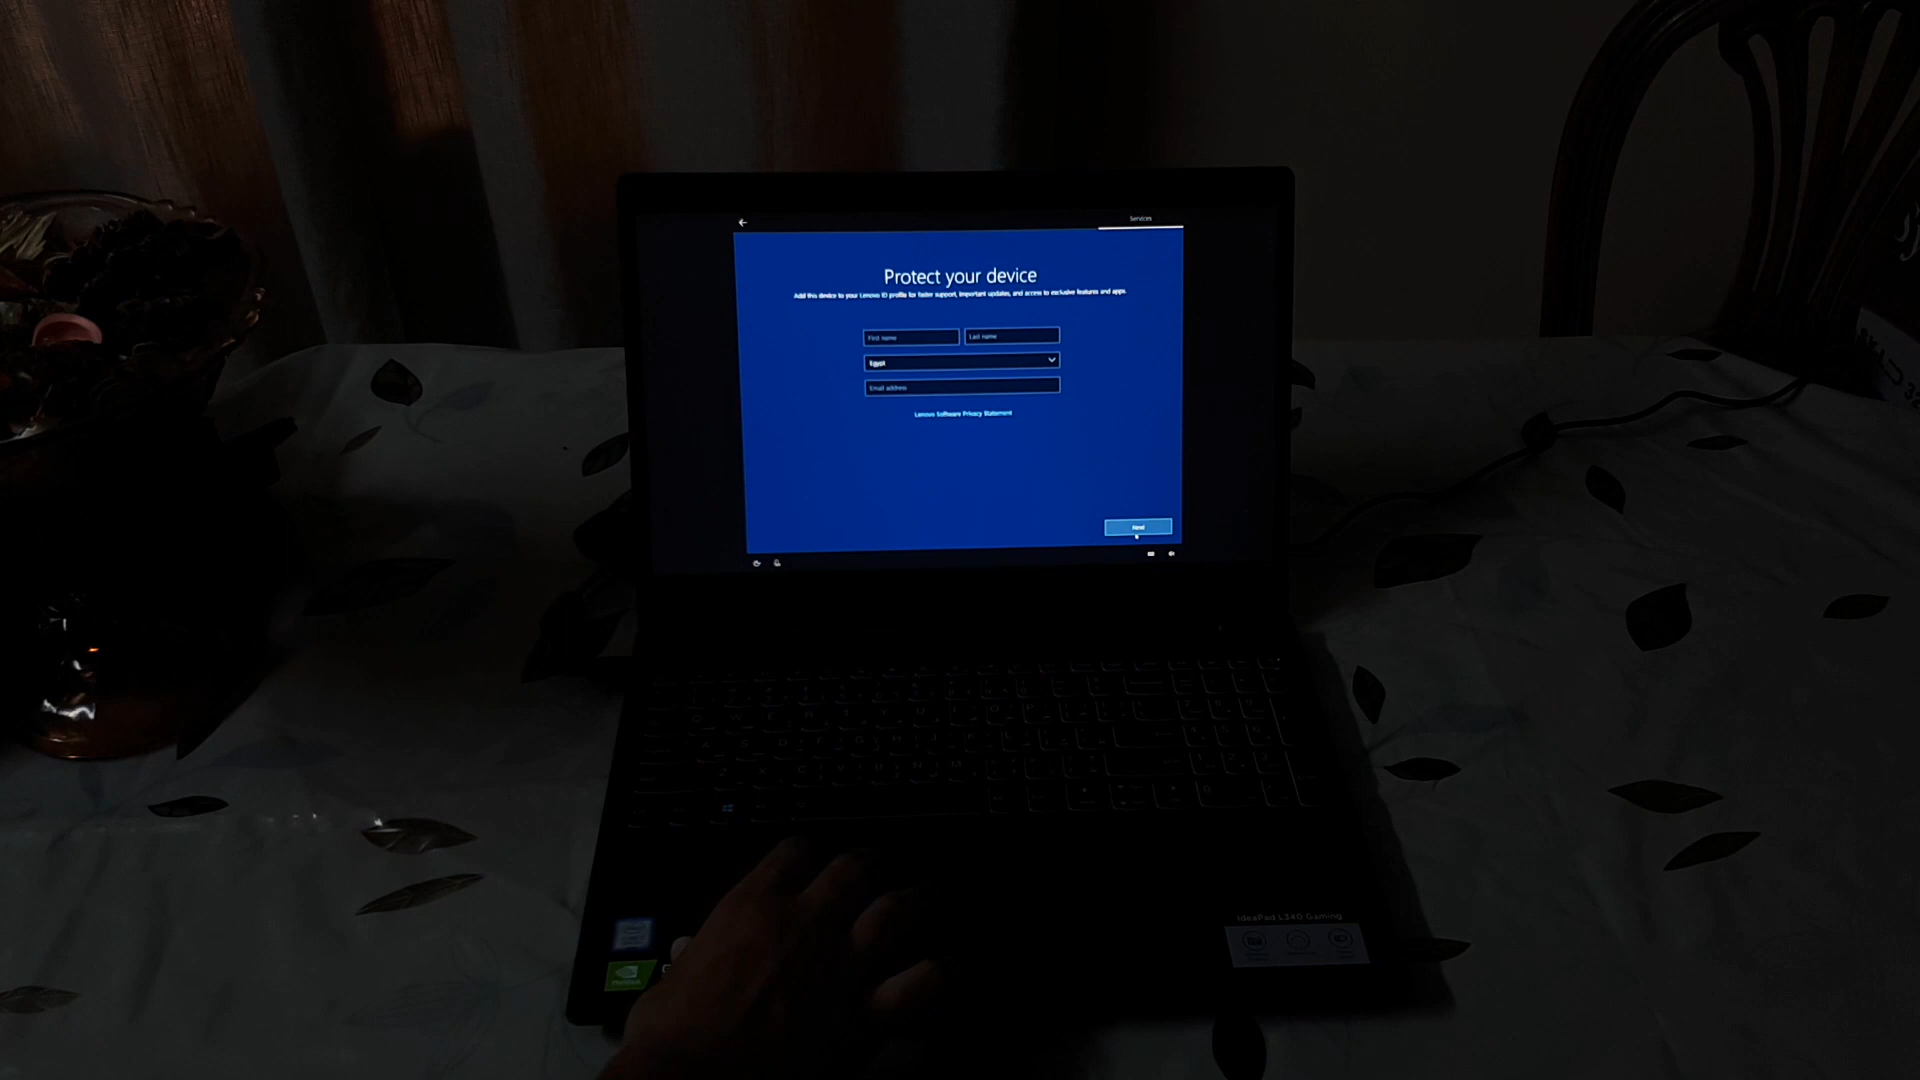 Services
Protect your device
Add this device to your Lenovo ID profile for faster support, important updates, and access to exclusive features and apps.
First name
Last name
Egypt
Email address
Lenovo Software Privacy Statement
Next
Q W E R T Y U I O P
A S D F G H J K L
Z X C V B N M
IdeaPad L340 Gaming
NVIDIA